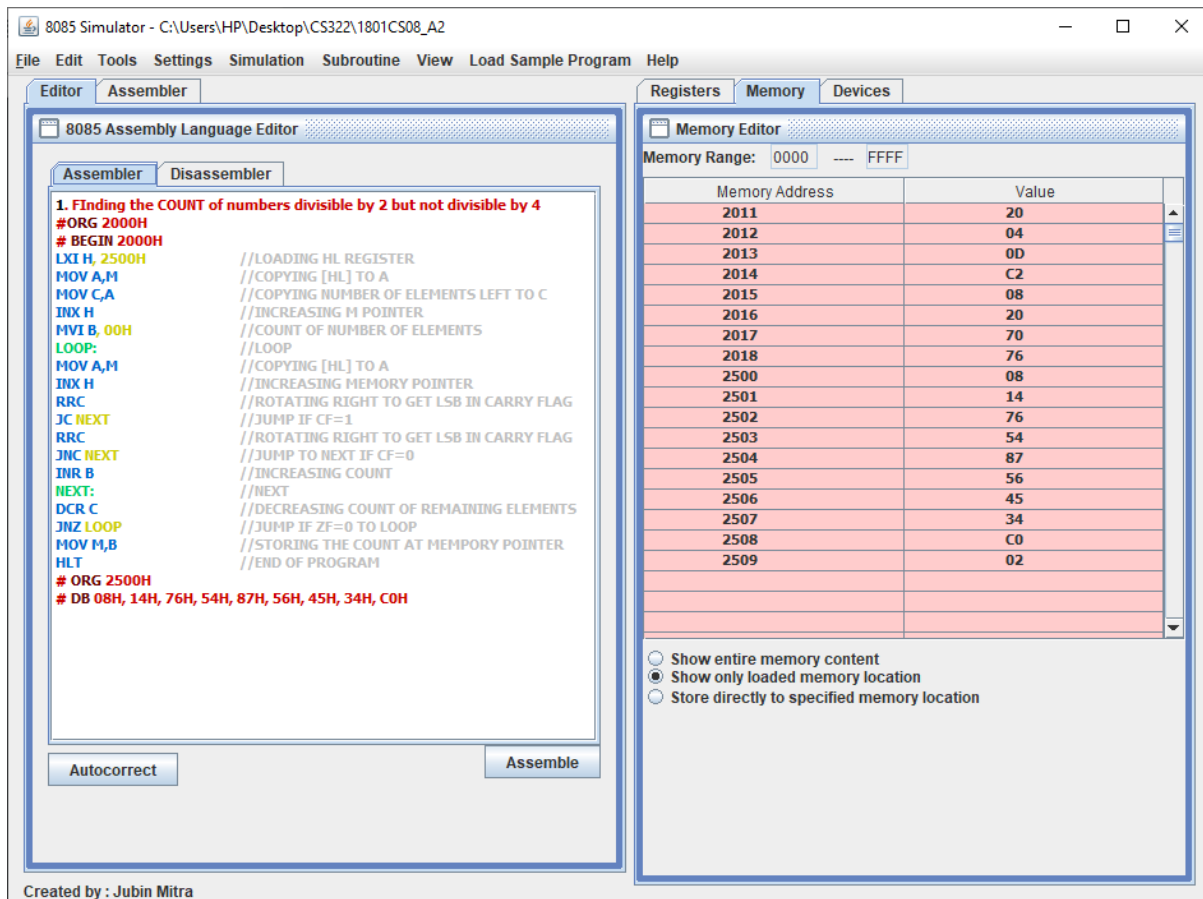 8085 Simulator - C:\Users\HP\Desktop\CS322\1801CS08_A2
File Edit Tools Settings Simulation Subroutine View Load Sample Program Help
Editor Assembler
8085 Assembly Language Editor
Assembler Disassembler
1. FInding the COUNT of numbers divisible by 2 but not divisible by 4
#ORG 2000H
# BEGIN 2000H
LXI H, 2500H //LOADING HL REGISTER
MOV A,M //COPYING [HL] TO A
MOV C,A //COPYING NUMBER OF ELEMENTS LEFT TO C
INX H //INCREASING M POINTER
MVI B, 00H //COUNT OF NUMBER OF ELEMENTS
LOOP: //LOOP
MOV A,M //COPYING [HL] TO A
INX H //INCREASING MEMORY POINTER
RRC //ROTATING RIGHT TO GET LSB IN CARRY FLAG
JC NEXT //JUMP IF CF=1
RRC //ROTATING RIGHT TO GET LSB IN CARRY FLAG
JNC NEXT //JUMP TO NEXT IF CF=0
INR B //INCREASING COUNT
NEXT: //NEXT
DCR C //DECREASING COUNT OF REMAINING ELEMENTS
JNZ LOOP //JUMP IF ZF=0 TO LOOP
MOV M,B //STORING THE COUNT AT MEMPORY POINTER
HLT //END OF PROGRAM
# ORG 2500H
# DB 08H, 14H, 76H, 54H, 87H, 56H, 45H, 34H, C0H
Autocorrect Assemble
Created by : Jubin Mitra
Registers Memory Devices
Memory Editor
Memory Range: 0000 ---- FFFF
Memory Address Value
2011 20
2012 04
2013 0D
2014 C2
2015 08
2016 20
2017 70
2018 76
2500 08
2501 14
2502 76
2503 54
2504 87
2505 56
2506 45
2507 34
2508 C0
2509 02
Show entire memory content
Show only loaded memory location
Store directly to specified memory location